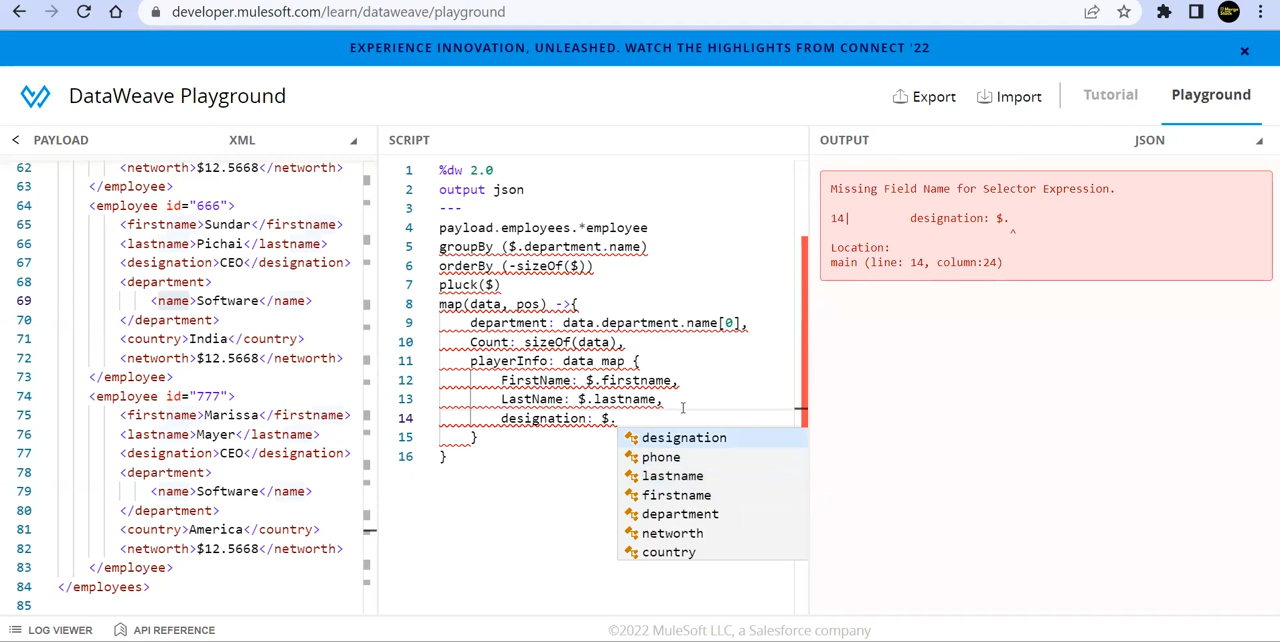 developer.mulesoft.com/learn/dataweave/playground
EXPERIENCE INNOVATION, UNLEASHED. WATCH THE HIGHLIGHTS FROM CONNECT '22
DataWeave Playground
Export
Import
Tutorial
Playground
PAYLOAD
XML
62 <networth>$12.5668</networth>
63 </employee>
64 <employee id="666">
65 <firstname>Sundar</firstname>
66 <lastname>Pichai</lastname>
67 <designation>CEO</designation>
68 <department>
69 <name>Software</name>
70 </department>
71 <country>India</country>
72 <networth>$12.5668</networth>
73 </employee>
74 <employee id="777">
75 <firstname>Marissa</firstname>
76 <lastname>Mayer</lastname>
77 <designation>CEO</designation>
78 <department>
79 <name>Software</name>
80 </department>
81 <country>America</country>
82 <networth>$12.5668</networth>
83 </employee>
84 </employees>
85
SCRIPT
1 %dw 2.0
2 output json
3 ---
4 payload.employees.*employee
5 groupBy ($.department.name)
6 orderBy (-sizeOf($))
7 pluck($)
8 map(data, pos) ->{
9 department: data.department.name[0],
10 Count: sizeOf(data),
11 playerInfo: data map {
12 FirstName: $.firstname,
13 LastName: $.lastname,
14 designation: $.
15 }
16 }
designation
phone
lastname
firstname
department
networth
country
OUTPUT
JSON
Missing Field Name for Selector Expression.
14| designation: $.
^
Location:
main (line: 14, column:24)
LOG VIEWER
API REFERENCE
©2022 MuleSoft LLC, a Salesforce company